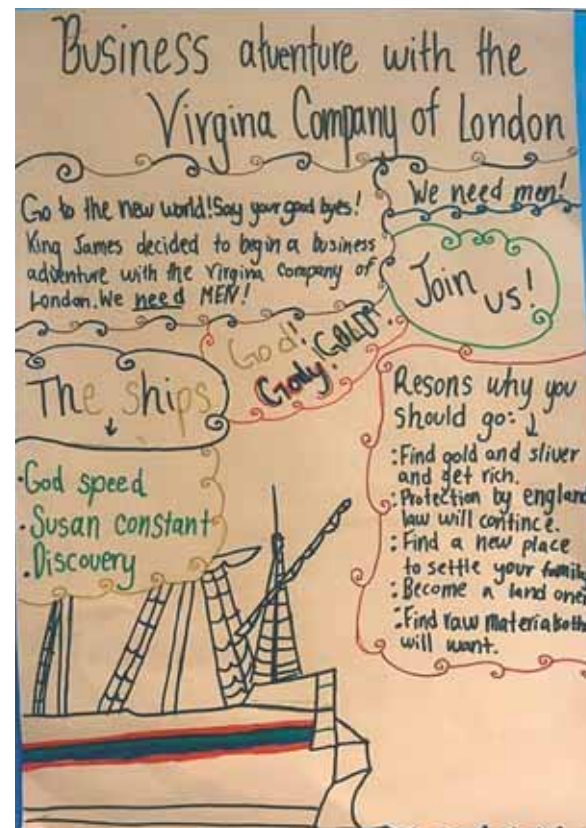 Business atventure with the
Virgina Company of London
Go to the new world! Say your good byes!
King James decided to begin a business
adventure with the Virgina Company of
London. We need MEN!
We need men!
Join us!
God! Gody! GOLD!
The ships
·God speed
·Susan constant
·Discovery
Resons why you
should go:
:Find gold and sliver
and get rich.
:Protection by england
law will contince.
:Find a new place
to settle your family
:Become a land oner
:Find raw materials oth
will want.